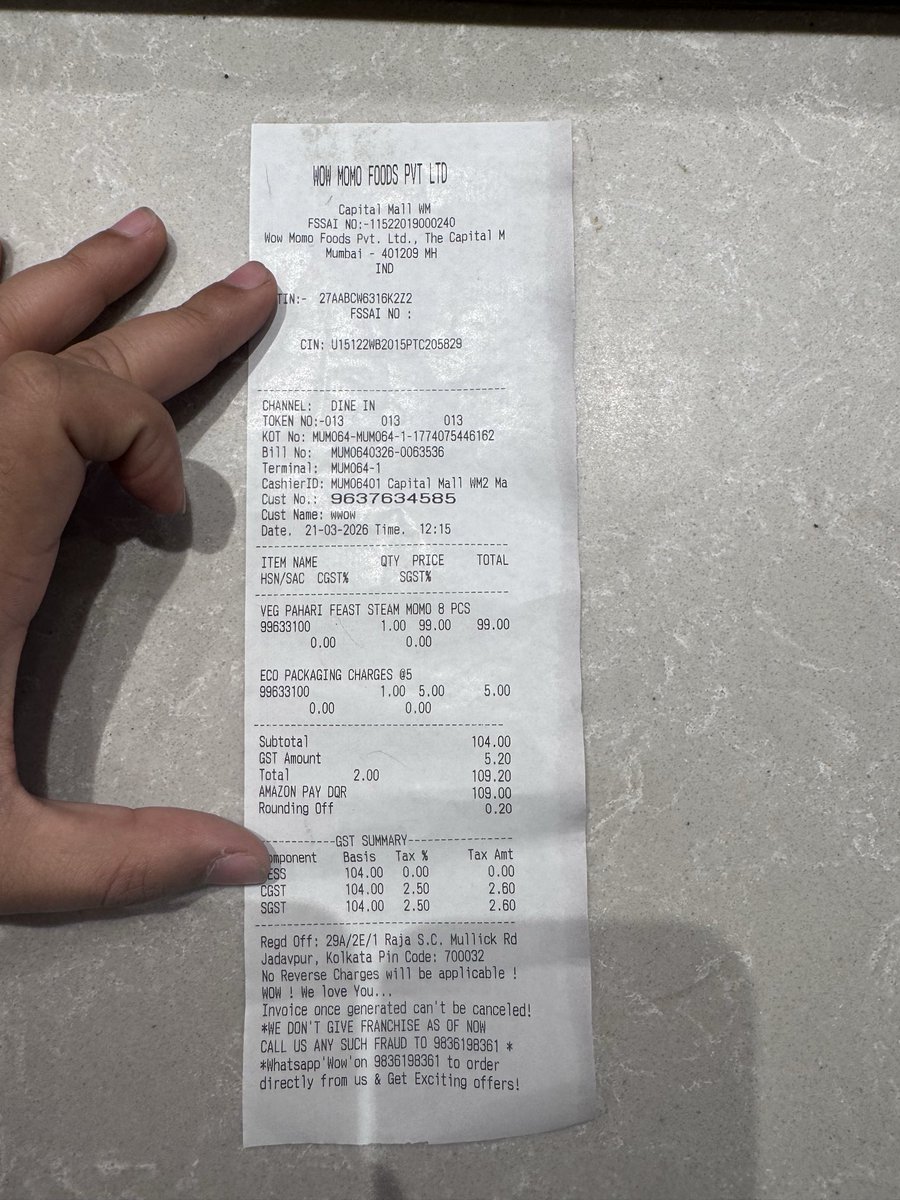 WOW MOMO FOODS PVT LTD
Capital Mall WM
FSSAI NO:-11522019000240
Wow Momo Foods Pvt. Ltd., The Capital M
Mumbai - 401209 MH
IND
TIN:- 27AABCW6316K2Z2
FSSAI NO :
CIN: U15122WB2015PTC205829
CHANNEL: DINE IN
TOKEN NO:-013 013 013
KOT No: MUM064-MUM064-1-1774075446162
Bill No: MUM0640326-0063536
Terminal: MUM064-1
CashierID: MUM06401 Capital Mall WM2 Ma
Cust No.: 9637634585
Cust Name: wwow
Date. 21-03-2026 Time. 12:15
ITEM NAME QTY PRICE TOTAL
HSN/SAC CGST% SGST%
VEG PAHARI FEAST STEAM MOMO 8 PCS
99633100 1.00 99.00 99.00
0.00 0.00
ECO PACKAGING CHARGES @5
99633100 1.00 5.00 5.00
0.00 0.00
Subtotal 104.00
GST Amount 5.20
Total 2.00 109.20
AMAZON PAY DQR 109.00
Rounding Off 0.20
GST SUMMARY
omponent Basis Tax % Tax Amt
ESS 104.00 0.00 0.00
CGST 104.00 2.50 2.60
SGST 104.00 2.50 2.60
Regd Off: 29A/2E/1 Raja S.C. Mullick Rd
Jadavpur, Kolkata Pin Code: 700032
No Reverse Charges will be applicable !
WOW ! We love You...
Invoice once generated can't be canceled!
*WE DON'T GIVE FRANCHISE AS OF NOW
CALL US ANY SUCH FRAUD TO 9836198361 *
*Whatsapp'Wow'on 9836198361 to order
directly from us & Get Exciting offers!